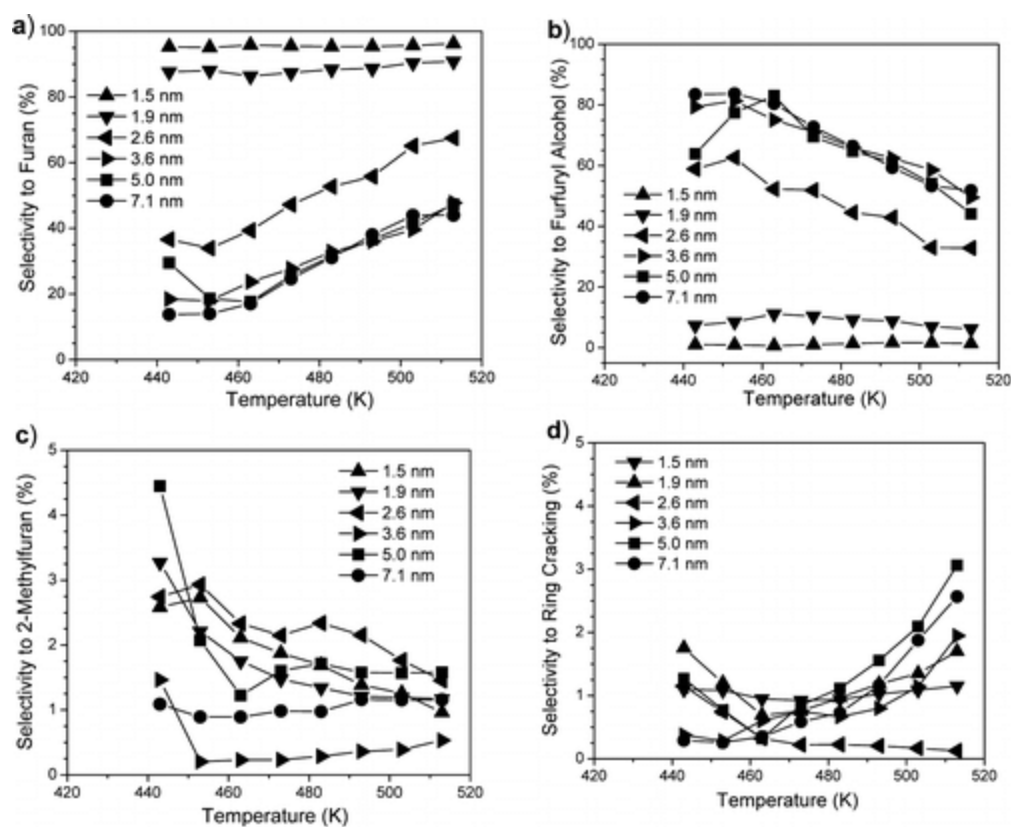 a)
Selectivity to Furan (%)
100
80
60
40
20
0
1.5 nm
1.9 nm
2.6 nm
3.6 nm
5.0 nm
7.1 nm
420 440 460 480 500 520
Temperature (K)
b)
Selectivity to Furfuryl Alcohol (%)
100
80
60
40
20
0
1.5 nm
1.9 nm
2.6 nm
3.6 nm
5.0 nm
7.1 nm
420 440 460 480 500 520
Temperature (K)
c)
Selectivity to 2-Methylfuran (%)
5
4
3
2
1
0
1.5 nm
1.9 nm
2.6 nm
3.6 nm
5.0 nm
7.1 nm
420 440 460 480 500 520
Temperature (K)
d)
Selectivity to Ring Cracking (%)
5
4
3
2
1
0
1.5 nm
1.9 nm
2.6 nm
3.6 nm
5.0 nm
7.1 nm
420 440 460 480 500 520
Temperature (K)